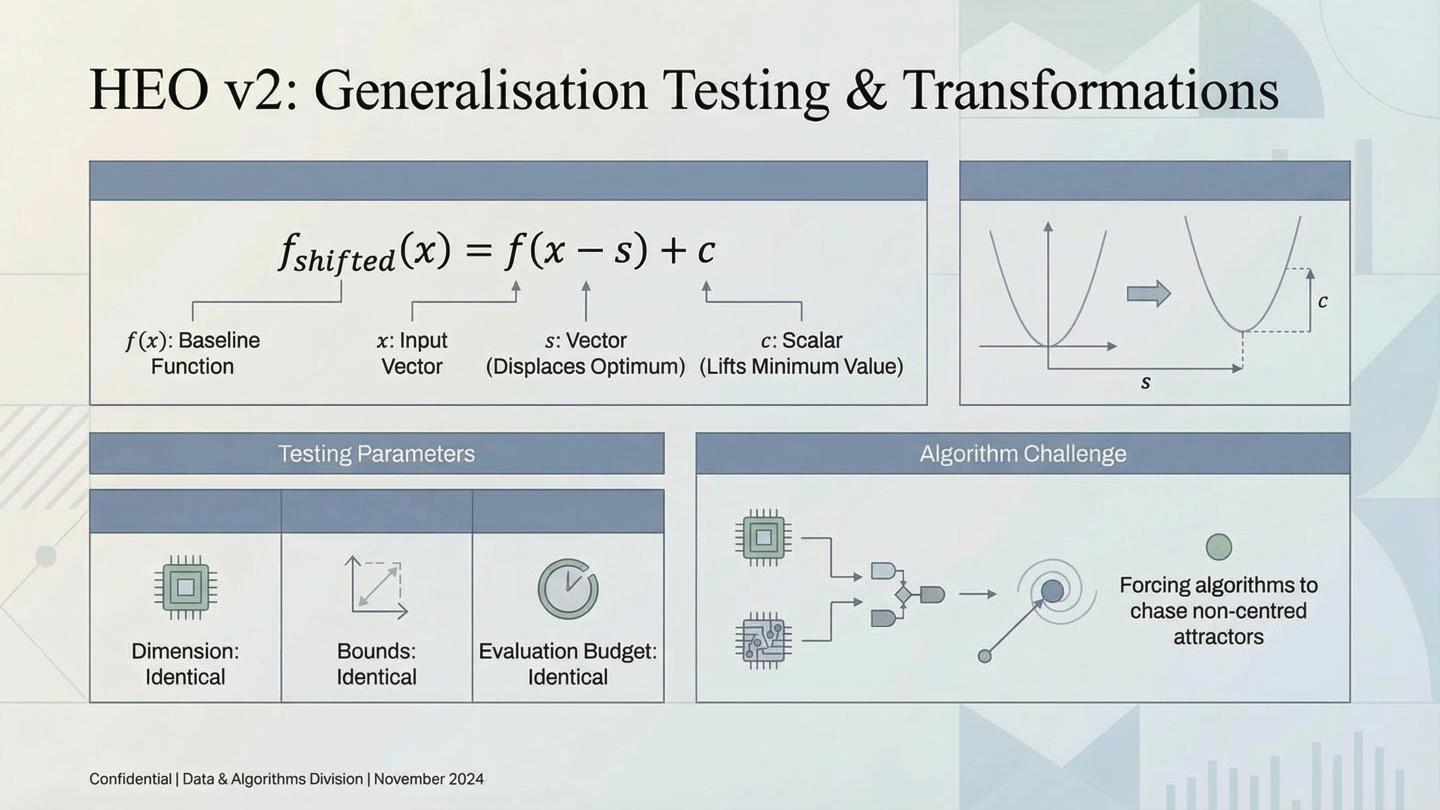 HEO v2: Generalisation Testing & Transformations
f_shifted(x) = f(x − s) + c
f(x): Baseline
Function
x: Input
Vector
s: Vector
(Displaces Optimum)
c: Scalar
(Lifts Minimum Value)
c
s
Testing Parameters
Dimension:
Identical
Bounds:
Identical
Evaluation Budget:
Identical
Algorithm Challenge
Forcing algorithms to
chase non-centred
attractors
Confidential | Data & Algorithms Division | November 2024